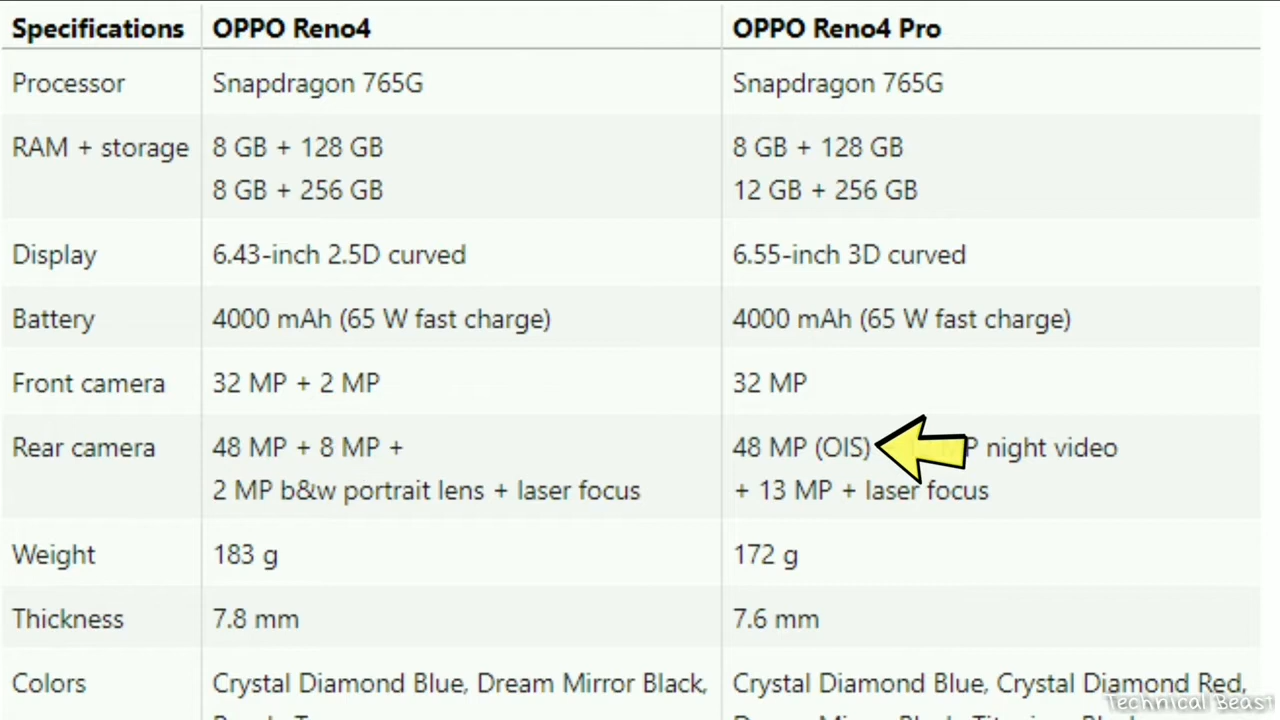 Specifications OPPO Reno4 OPPO Reno4 Pro
Processor Snapdragon 765G Snapdragon 765G
RAM + storage 8 GB + 128 GB 8 GB + 128 GB
8 GB + 256 GB 12 GB + 256 GB
Display 6.43-inch 2.5D curved 6.55-inch 3D curved
Battery 4000 mAh (65 W fast charge) 4000 mAh (65 W fast charge)
Front camera 32 MP + 2 MP 32 MP
Rear camera 48 MP + 8 MP + 48 MP (OIS) night video
2 MP b&w portrait lens + laser focus + 13 MP + laser focus
Weight 183 g 172 g
Thickness 7.8 mm 7.6 mm
Colors Crystal Diamond Blue, Dream Mirror Black, Crystal Diamond Blue, Crystal Diamond Red,
Technical Beast